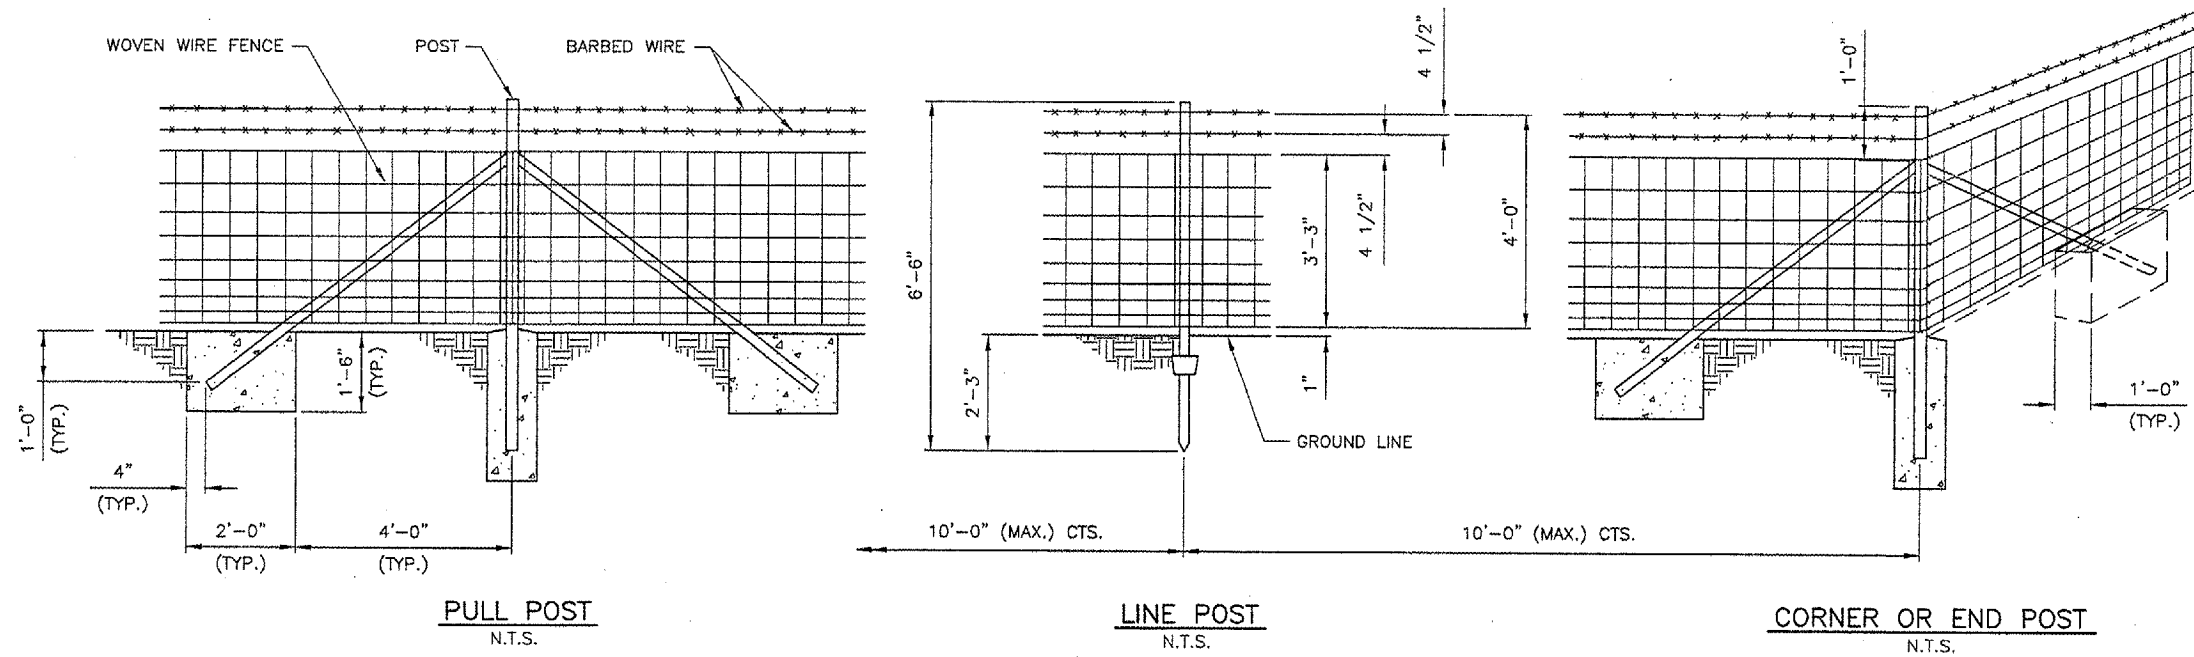 WOVEN WIRE FENCE
POST
BARBED WIRE
1'-0"
(TYP.)
4"
(TYP.)
2'-0"
(TYP.)
1'-6"
(TYP.)
4'-0"
(TYP.)
PULL POST
N.T.S.
6'-6"
2'-3"
4 1/2"
3'-3"
4 1/2"
4'-0"
1"
GROUND LINE
10'-0" (MAX.) CTS.
10'-0" (MAX.) CTS.
LINE POST
N.T.S.
1'-0"
1'-0"
(TYP.)
CORNER OR END POST
N.T.S.